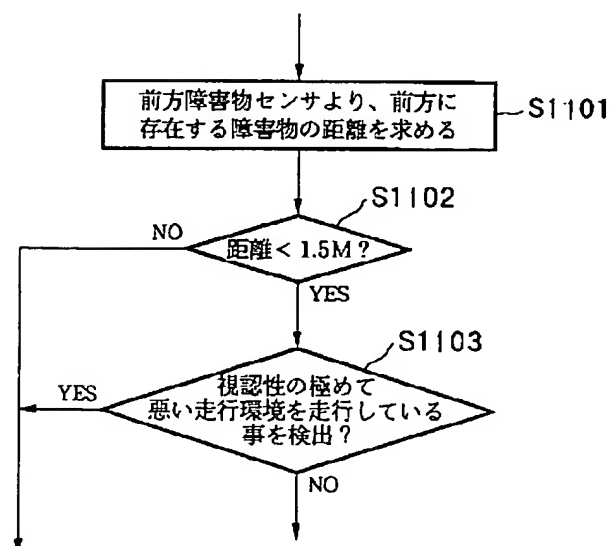 前方障害物センサより、前方に
存在する障害物の距離を求める
S1101
S1102
NO
距離 < 1.5M ?
YES
S1103
YES
視認性の極めて
悪い走行環境を走行している
事を検出 ?
NO